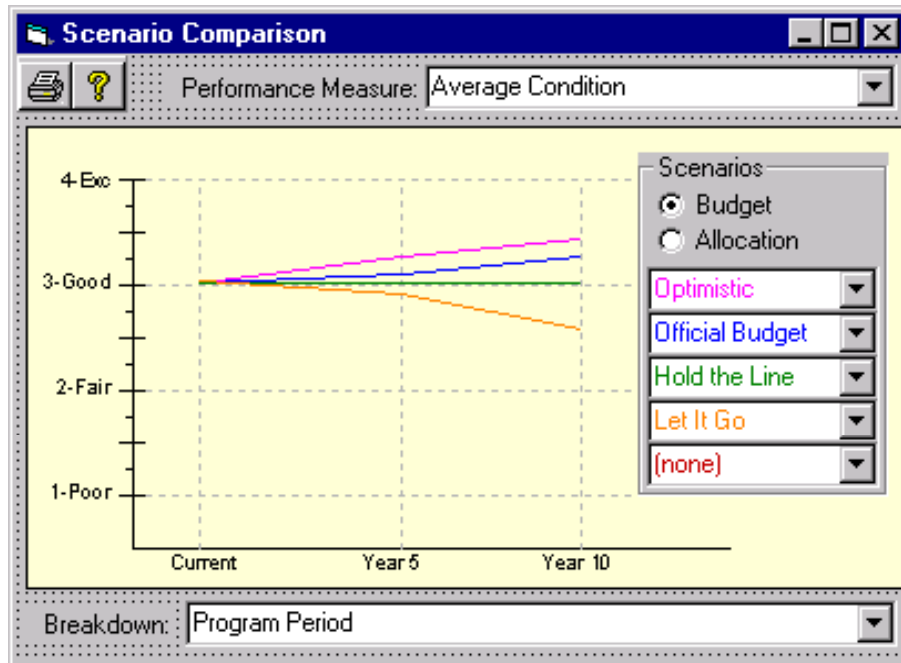 Scenario Comparison
Performance Measure: Average Condition
4-Exc
3-Good
2-Fair
1-Poor
Current Year 5 Year 10
Scenarios
Budget
Allocation
Optimistic
Official Budget
Hold the Line
Let It Go
(none)
Breakdown: Program Period